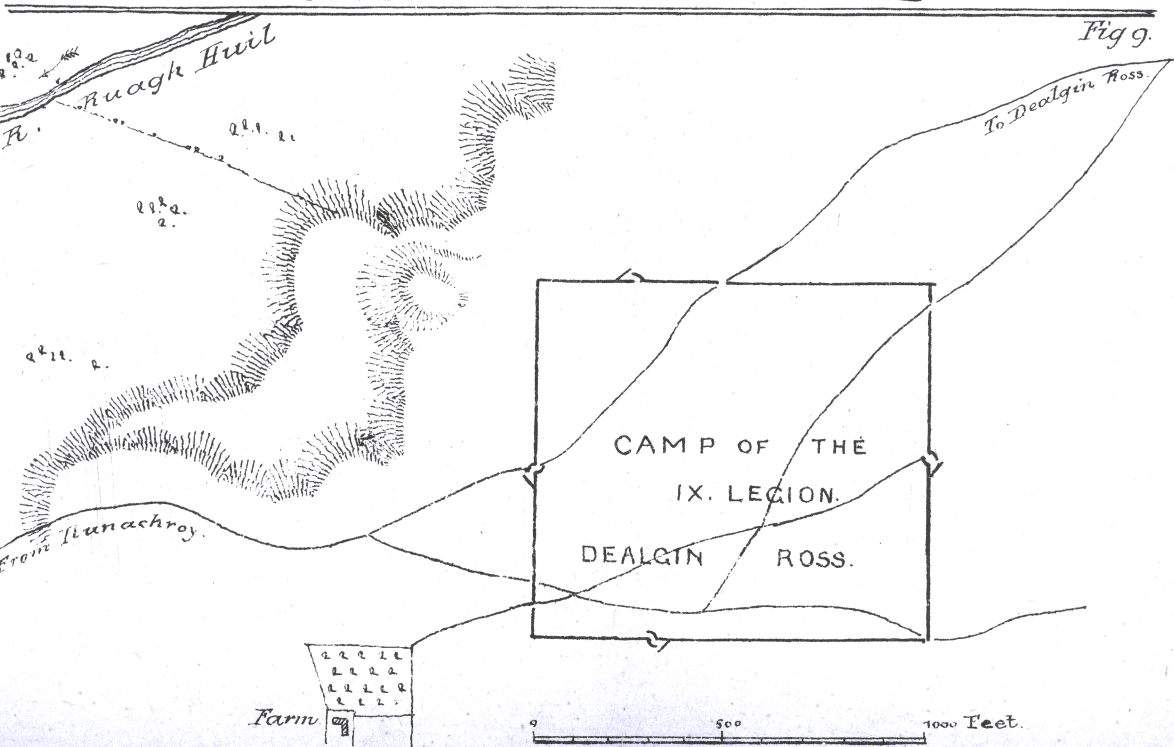 Fig 9.
R. Ruagh Huil
To Dealgin Ross.
CAMP OF THE
IX. LEGION.
DEALGIN ROSS.
From Runachroy.
Farm
0 500 1000 Feet.